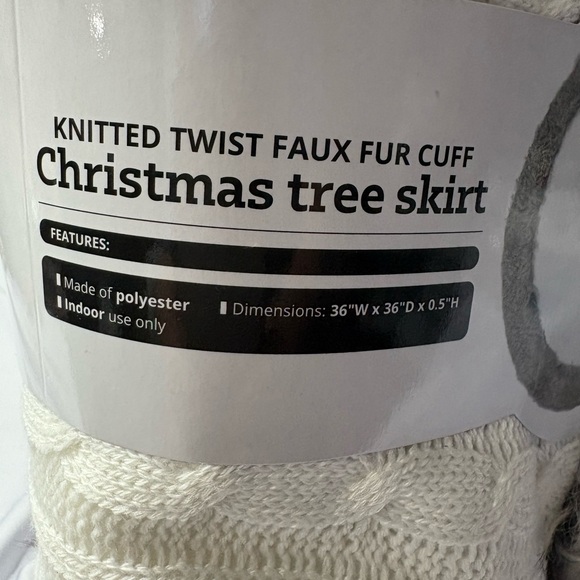 KNITTED TWIST FAUX FUR CUFF
Christmas tree skirt
FEATURES:
Made of polyester
Indoor use only
Dimensions: 36"W x 36"D x 0.5"H